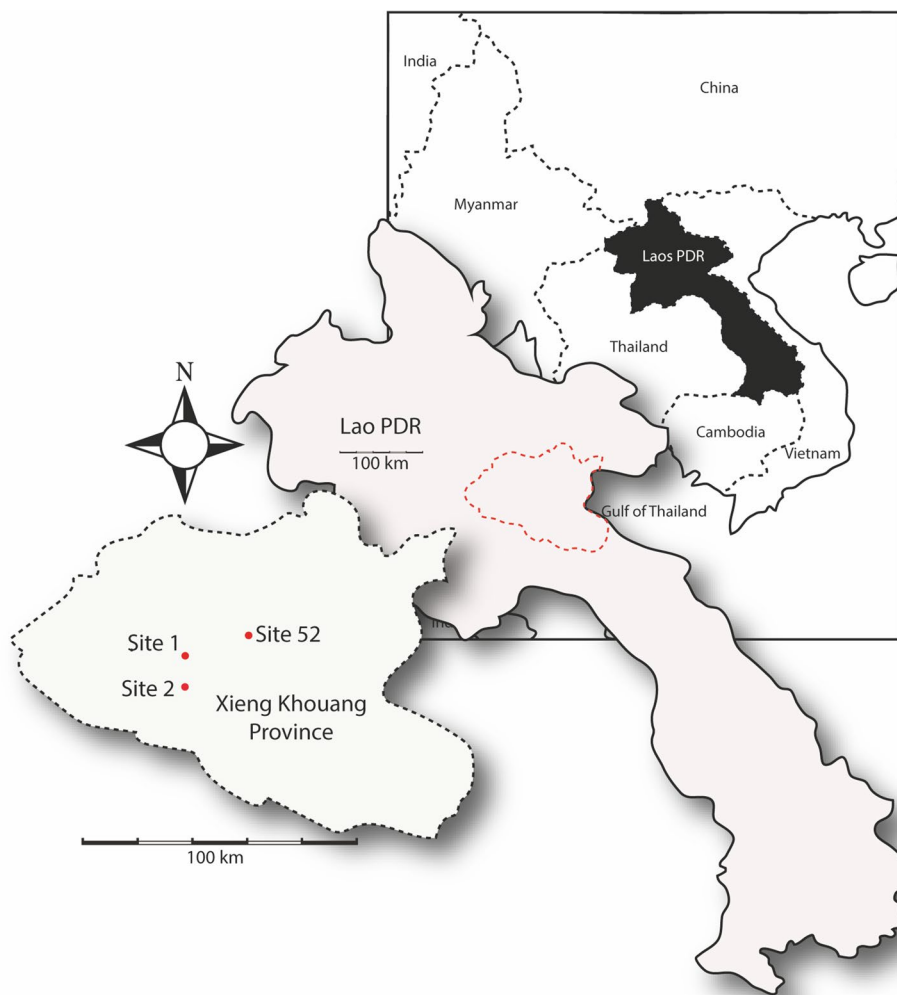 India
China
Myanmar
Laos PDR
Thailand
N
Cambodia
Lao PDR
100 km
Vietnam
Gulf of Thailand
Site 52
Site 1
Site 2
Xieng Khouang
Province
100 km